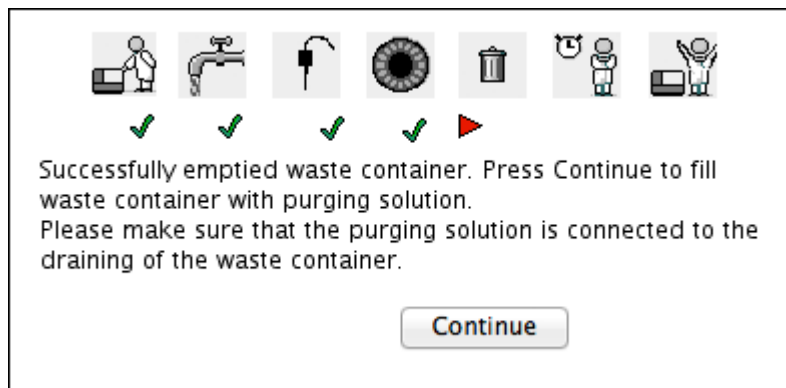 Successfully emptied waste container. Press Continue to fill
waste container with purging solution.
Please make sure that the purging solution is connected to the
draining of the waste container.
Continue